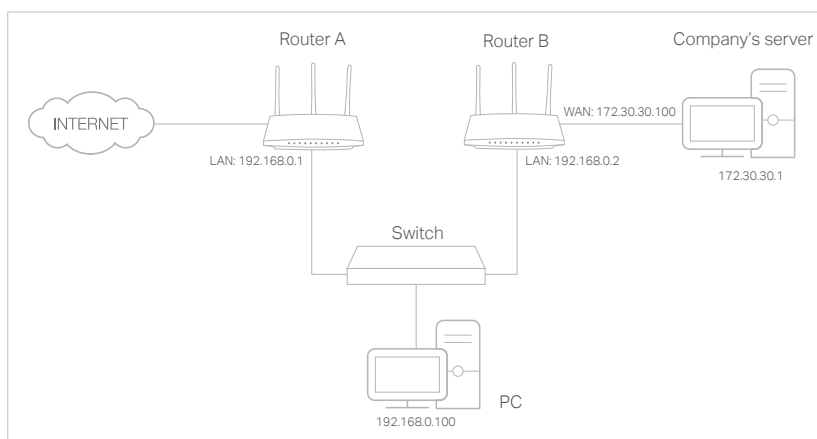 Router A
Router B
Company's server
INTERNET
WAN: 172.30.30.100
LAN: 192.168.0.1
LAN: 192.168.0.2
172.30.30.1
Switch
PC
192.168.0.100